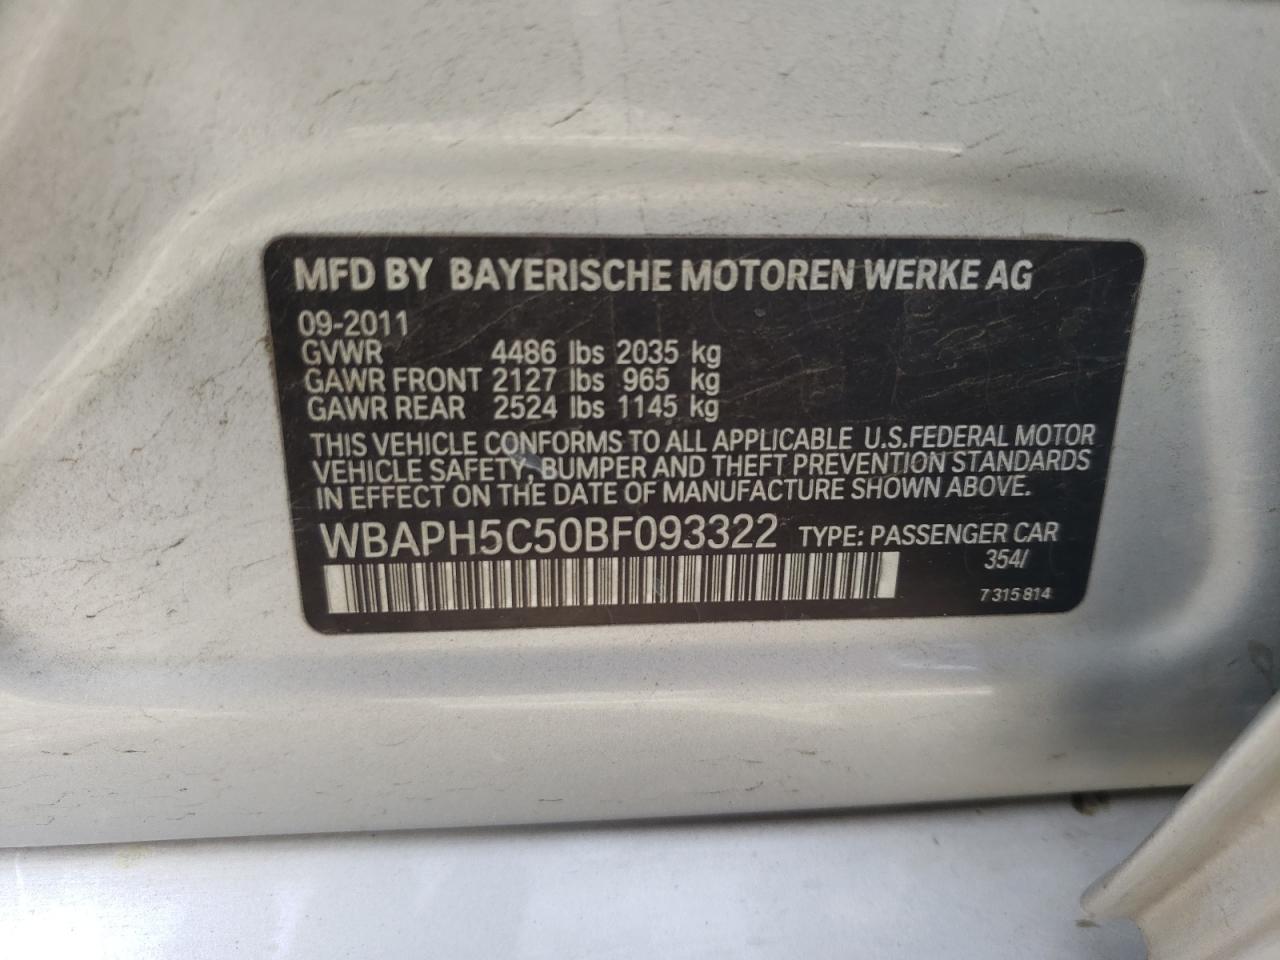 MFD BY BAYERISCHE MOTOREN WERKE AG
09-2011
GVWR 4486 lbs 2035 kg
GAWR FRONT 2127 lbs 965 kg
GAWR REAR 2524 lbs 1145 kg
THIS VEHICLE CONFORMS TO ALL APPLICABLE U.S.FEDERAL MOTOR
VEHICLE SAFETY, BUMPER AND THEFT PREVENTION STANDARDS
IN EFFECT ON THE DATE OF MANUFACTURE SHOWN ABOVE.
WBAPH5C50BF093322 TYPE: PASSENGER CAR
354/
7 315 814